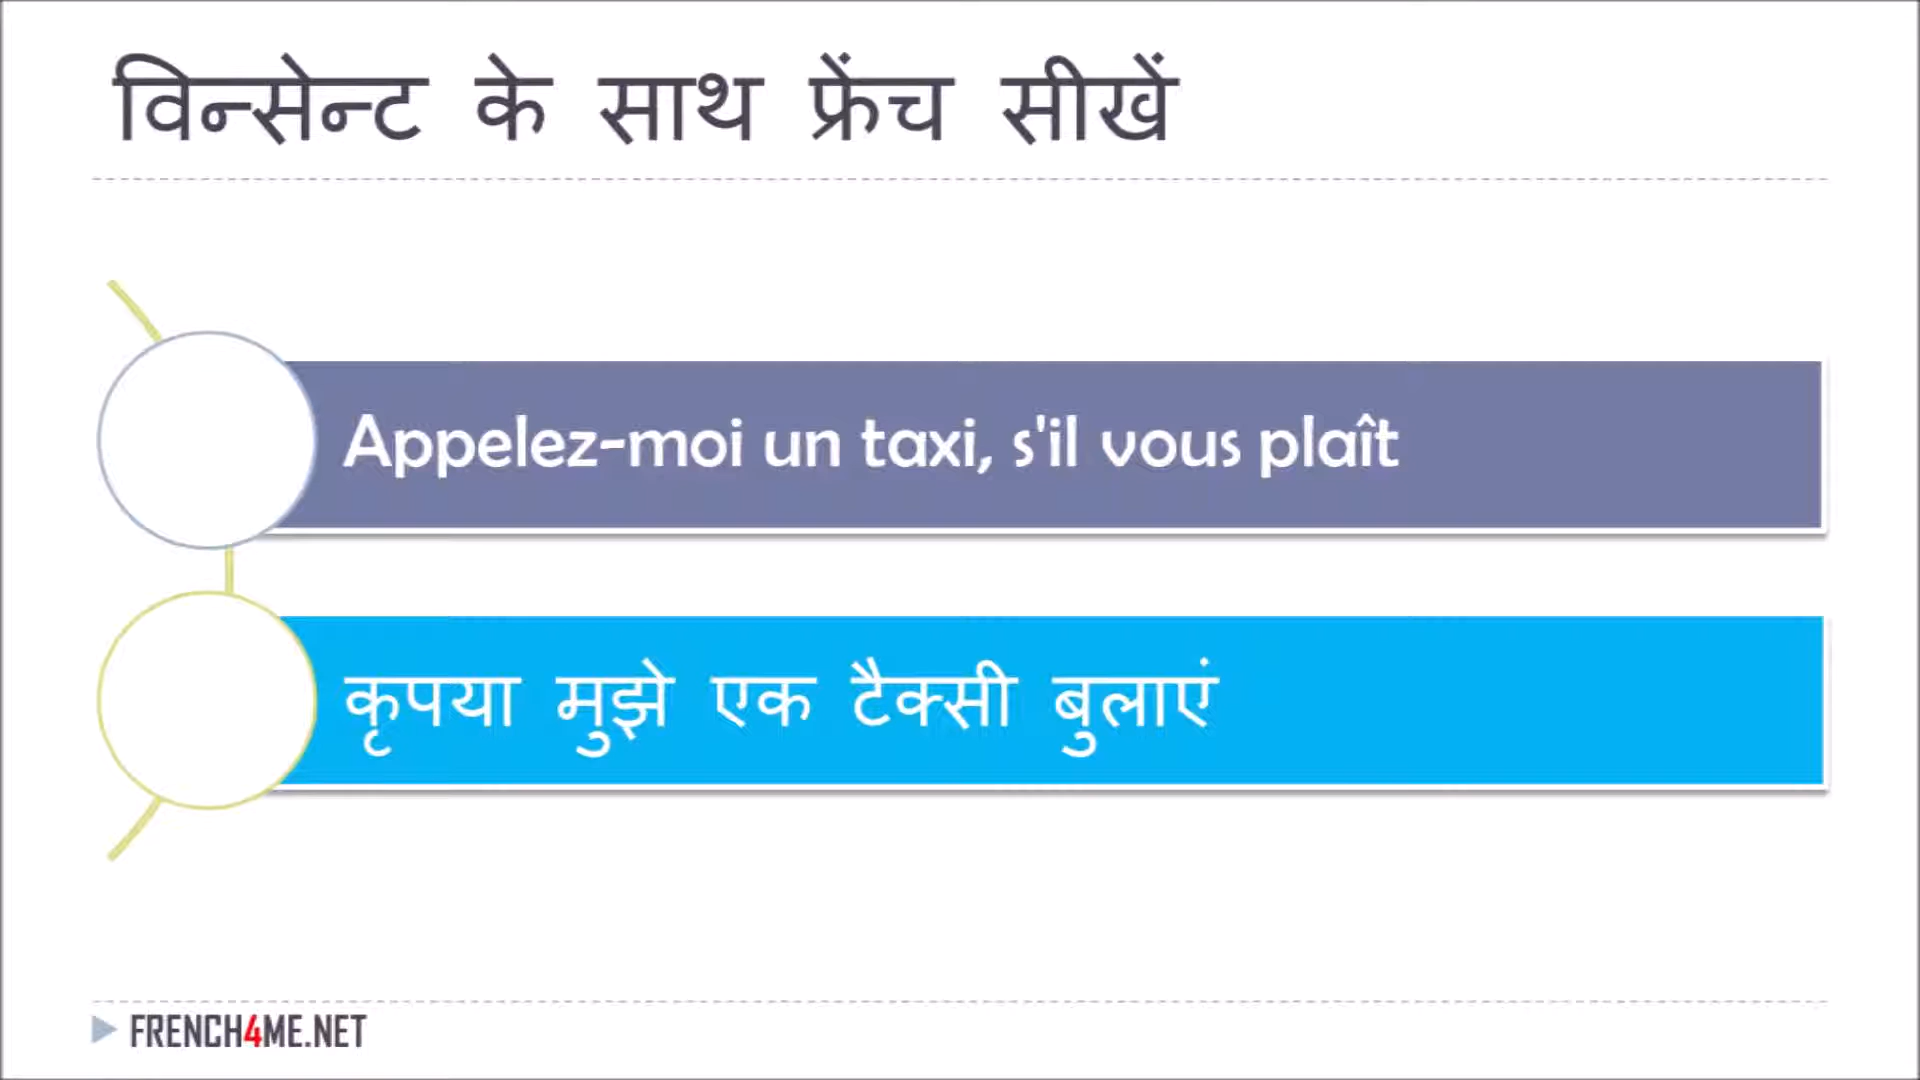 विन्सेन्ट के साथ फ्रेंच सीखें
Appelez-moi un taxi, s'il vous plaît
कृपया मुझे एक टैक्सी बुलाएं
FRENCH4ME.NET